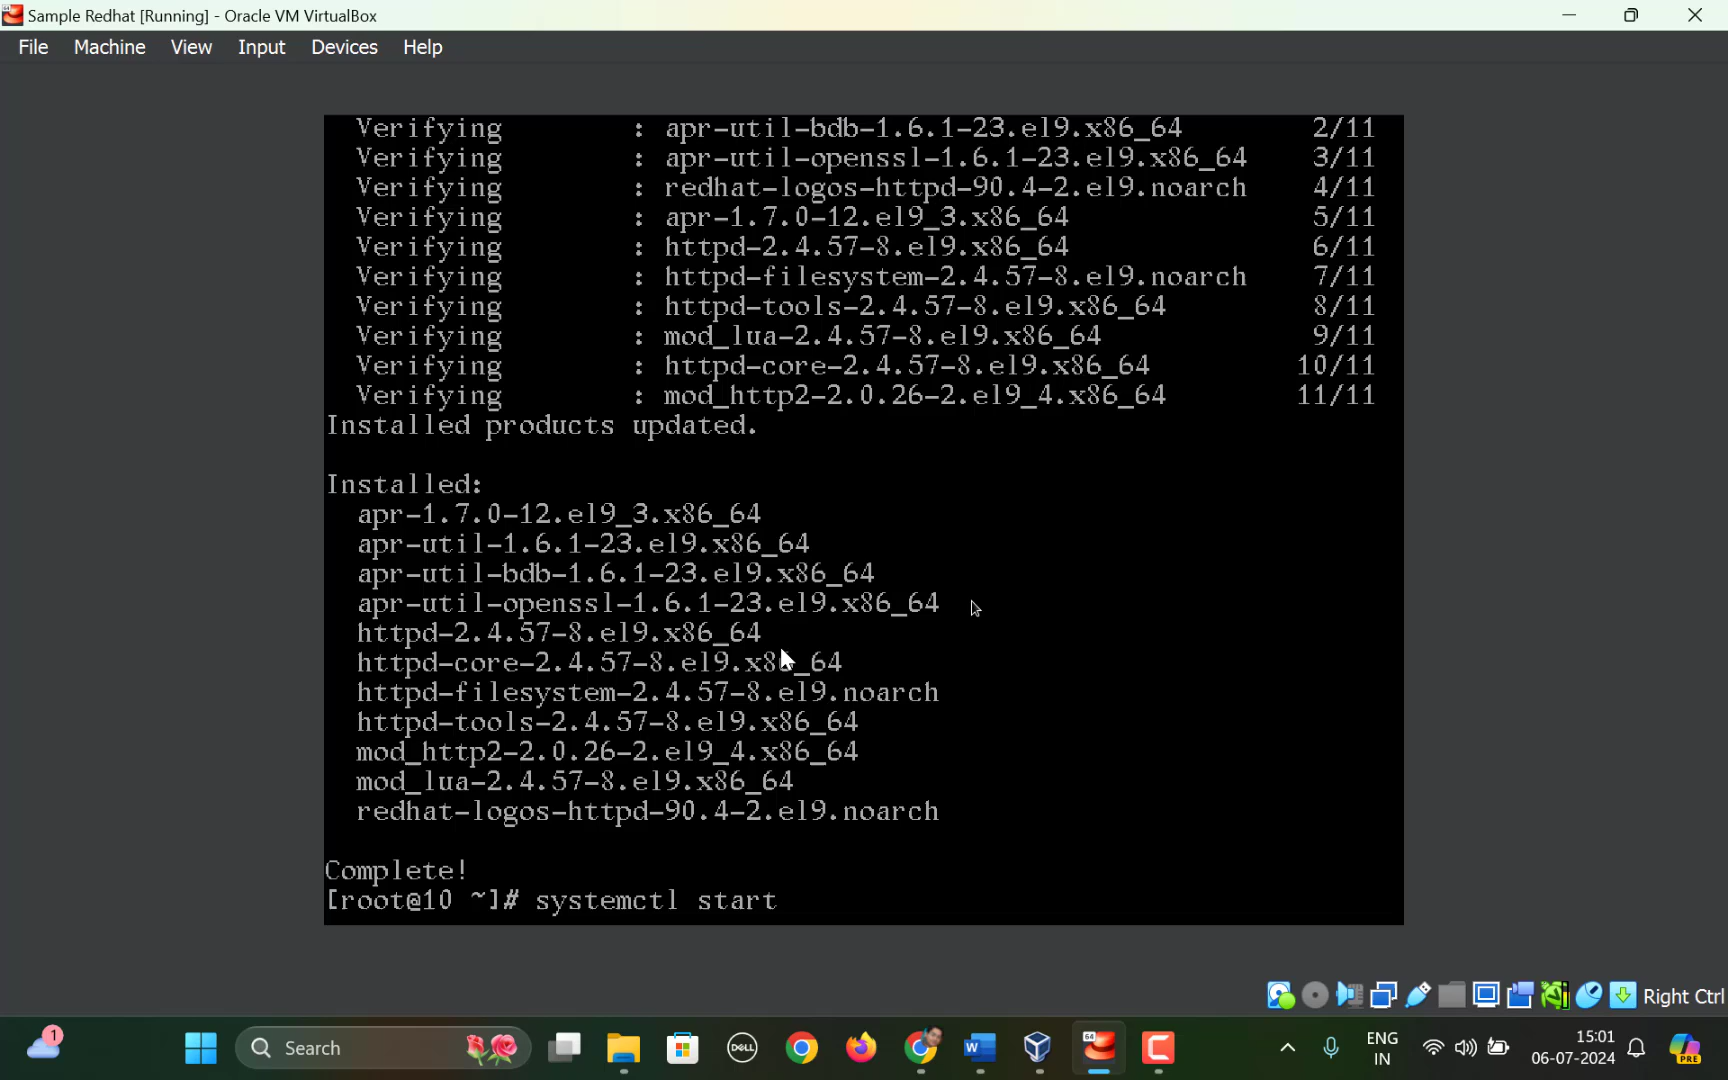 Sample Redhat [Running] - Oracle VM VirtualBox
File Machine View Input Devices Help
Verifying : apr-util-bdb-1.6.1-23.el9.x86_64 2/11
Verifying : apr-util-openssl-1.6.1-23.el9.x86_64 3/11
Verifying : redhat-logos-httpd-90.4-2.el9.noarch 4/11
Verifying : apr-1.7.0-12.el9_3.x86_64 5/11
Verifying : httpd-2.4.57-8.el9.x86_64 6/11
Verifying : httpd-filesystem-2.4.57-8.el9.noarch 7/11
Verifying : httpd-tools-2.4.57-8.el9.x86_64 8/11
Verifying : mod_lua-2.4.57-8.el9.x86_64 9/11
Verifying : httpd-core-2.4.57-8.el9.x86_64 10/11
Verifying : mod_http2-2.0.26-2.el9_4.x86_64 11/11
Installed products updated.
Installed:
apr-1.7.0-12.el9_3.x86_64
apr-util-1.6.1-23.el9.x86_64
apr-util-bdb-1.6.1-23.el9.x86_64
apr-util-openssl-1.6.1-23.el9.x86_64
httpd-2.4.57-8.el9.x86_64
httpd-core-2.4.57-8.el9.x86_64
httpd-filesystem-2.4.57-8.el9.noarch
httpd-tools-2.4.57-8.el9.x86_64
mod_http2-2.0.26-2.el9_4.x86_64
mod_lua-2.4.57-8.el9.x86_64
redhat-logos-httpd-90.4-2.el9.noarch
Complete!
[root@10 ~]# systemctl start
Right Ctrl
1
Search
DELL
64
ENG
IN
15:01
06-07-2024
PRE